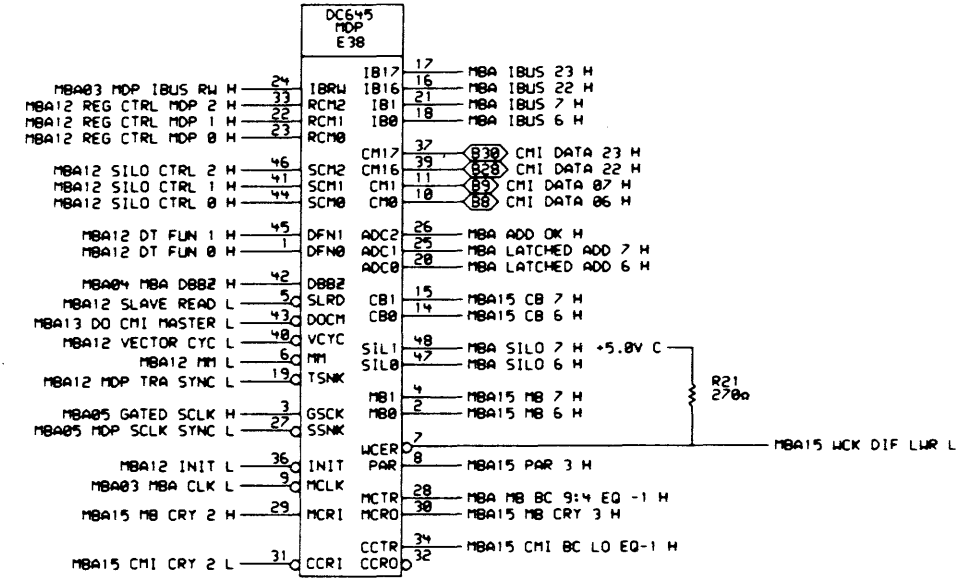 DC645
MDP
E38
MBA03 MDP IBUS RW H 24 IBRW
MBA12 REG CTRL MDP 2 H 33 RCM2
MBA12 REG CTRL MDP 1 H 22 RCM1
MBA12 REG CTRL MDP 0 H 23 RCM0
MBA12 SILO CTRL 2 H 46 SCM2
MBA12 SILO CTRL 1 H 41 SCM1
MBA12 SILO CTRL 0 H 44 SCM0
MBA12 DT FUN 1 H 45 DFN1
MBA12 DT FUN 0 H 1 DFN0
MBA04 MBA DBBZ H 42 DBBZ
MBA12 SLAVE READ L 5 SLRD
MBA13 DO CMI MASTER L 43 DOCM
MBA12 VECTOR CYC L 40 VCYC
MBA12 MM L 6 MM
MBA12 MDP TRA SYNC L 19 TSNK
MBA05 GATED SCLK H 3 GSCK
MBA05 MDP SCLK SYNC L 27 SSNK
MBA12 INIT L 36 INIT
MBA03 MBA CLK L 9 MCLK
MBA15 MB CRY 2 H 29 MCRI
MBA15 CMI CRY 2 L 31 CCRI
IB17 17 MBA IBUS 23 H
IB16 16 MBA IBUS 22 H
IB1 21 MBA IBUS 7 H
IB0 18 MBA IBUS 6 H
CM17 37 B30 CMI DATA 23 H
CM16 39 B28 CMI DATA 22 H
CM1 11 B9 CMI DATA 07 H
CM0 10 B8 CMI DATA 06 H
ADC2 26 MBA ADD OK H
ADC1 25 MBA LATCHED ADD 7 H
ADC0 20 MBA LATCHED ADD 6 H
CB1 15 MBA15 CB 7 H
CB0 14 MBA15 CB 6 H
SIL1 48 MBA SILO 7 H +5.0V C
SIL0 47 MBA SILO 6 H
R21
270Ω
MB1 4 MBA15 MB 7 H
MB0 2 MBA15 MB 6 H
WCER 7 MBA15 WCK DIF LWR L
PAR 8 MBA15 PAR 3 H
MCTR 28 MBA MB BC 9:4 EQ -1 H
MCRO 30 MBA15 MB CRY 3 H
CCTR 34 MBA15 CMI BC LO EQ-1 H
CCRO 32